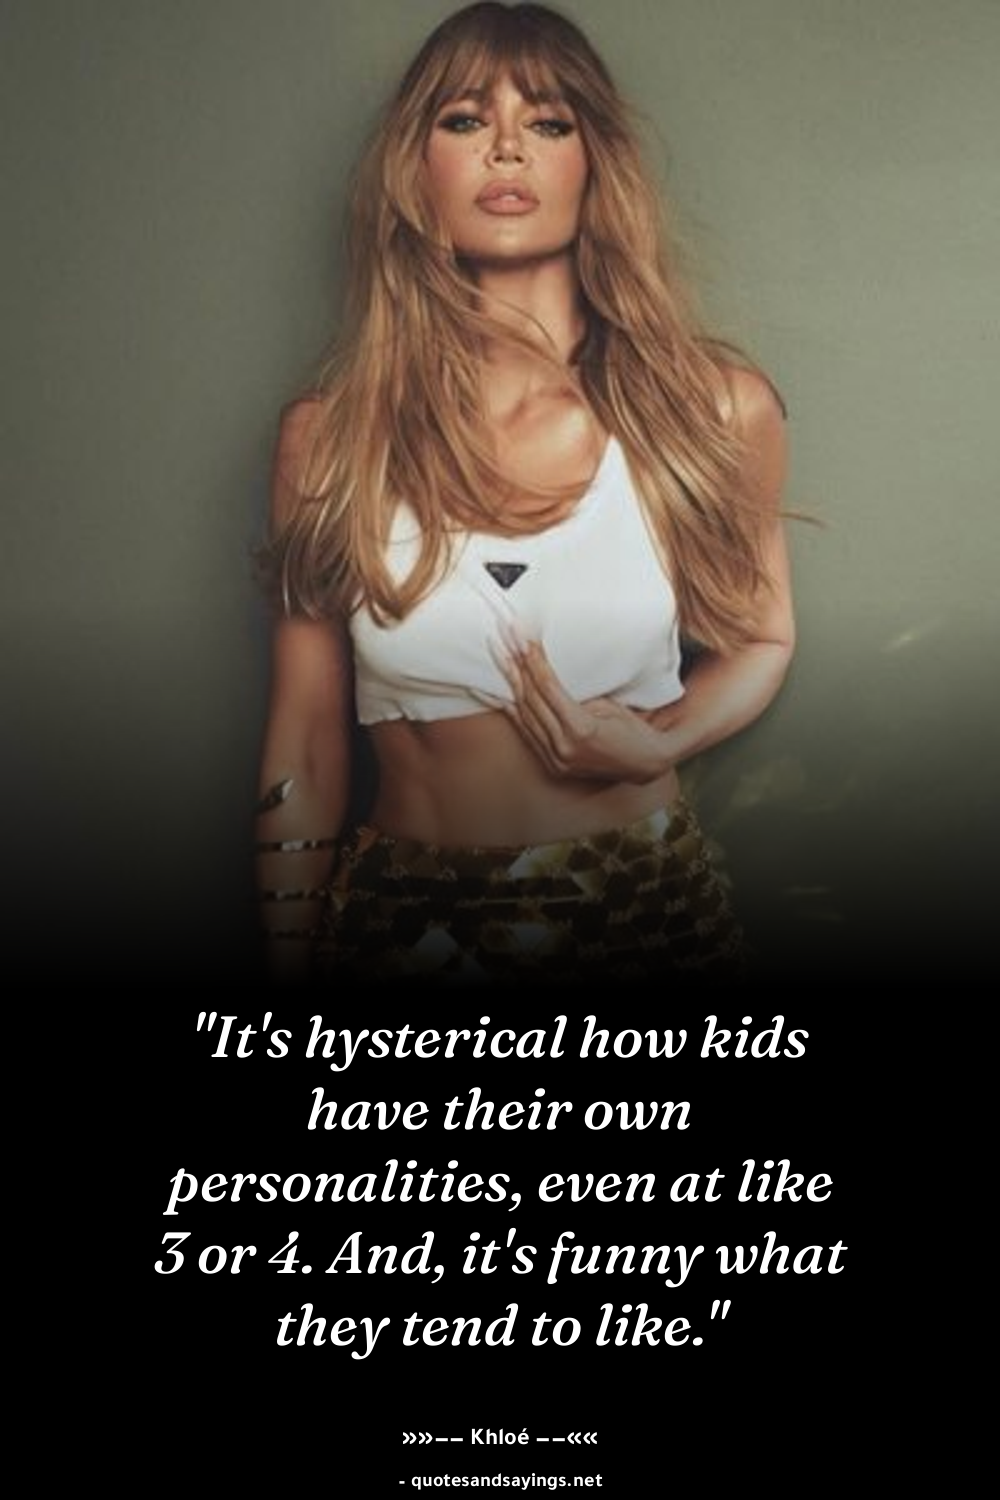 "It's hysterical how kids
have their own
personalities, even at like
3 or 4. And, it's funny what
they tend to like."
»»−− Khloé −−««
- quotesandsayings.net